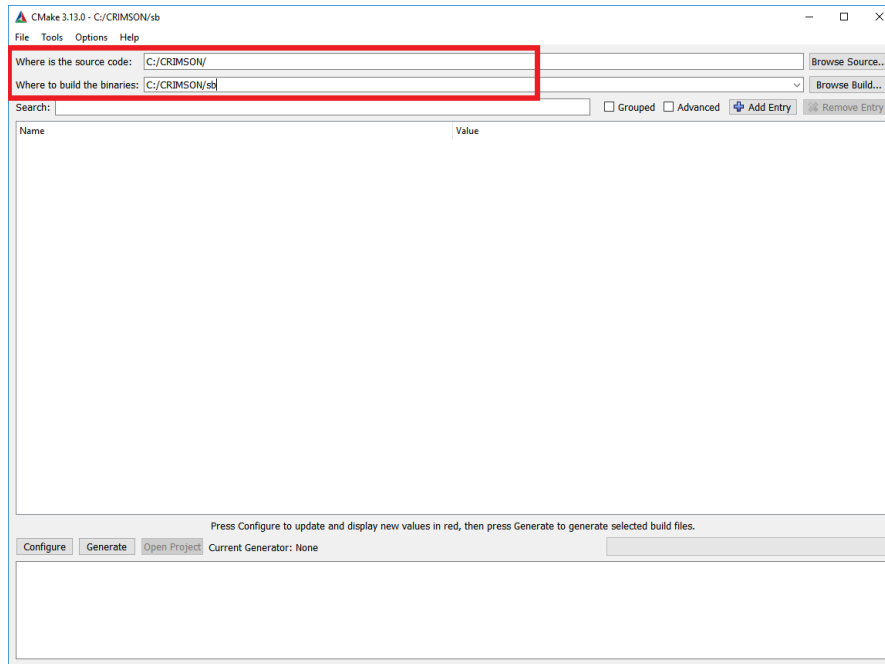 CMake 3.13.0 - C:/CRIMSON/sb
File Tools Options Help
Where is the source code: C:/CRIMSON/ Browse Source...
Where to build the binaries: C:/CRIMSON/sb Browse Build...
Search: Grouped Advanced Add Entry Remove Entry
Name Value
Press Configure to update and display new values in red, then press Generate to generate selected build files.
Configure Generate Open Project Current Generator: None